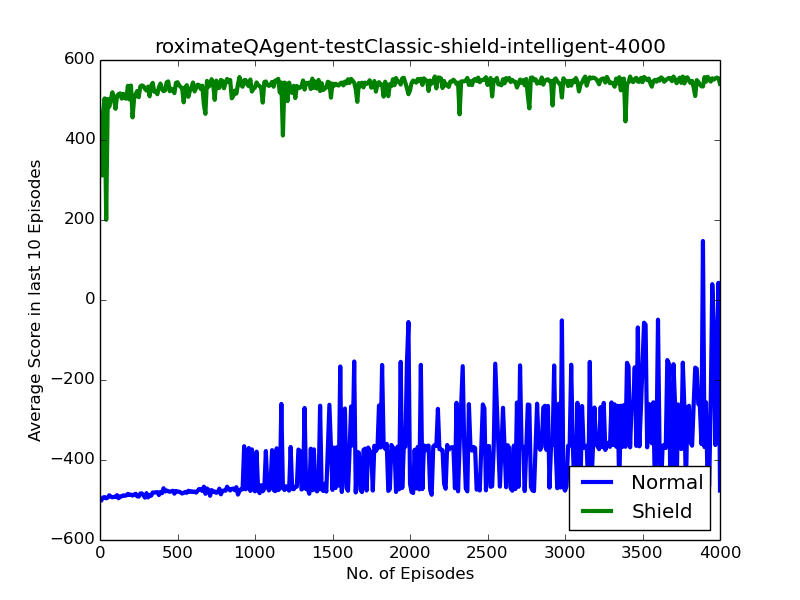 roximateQAgent-testClassic-shield-intelligent-4000
600
400
200
0
−200
−400
−600
Average Score in last 10 Episodes
Normal
Shield
0 500 1000 1500 2000 2500 3000 3500 4000
No. of Episodes